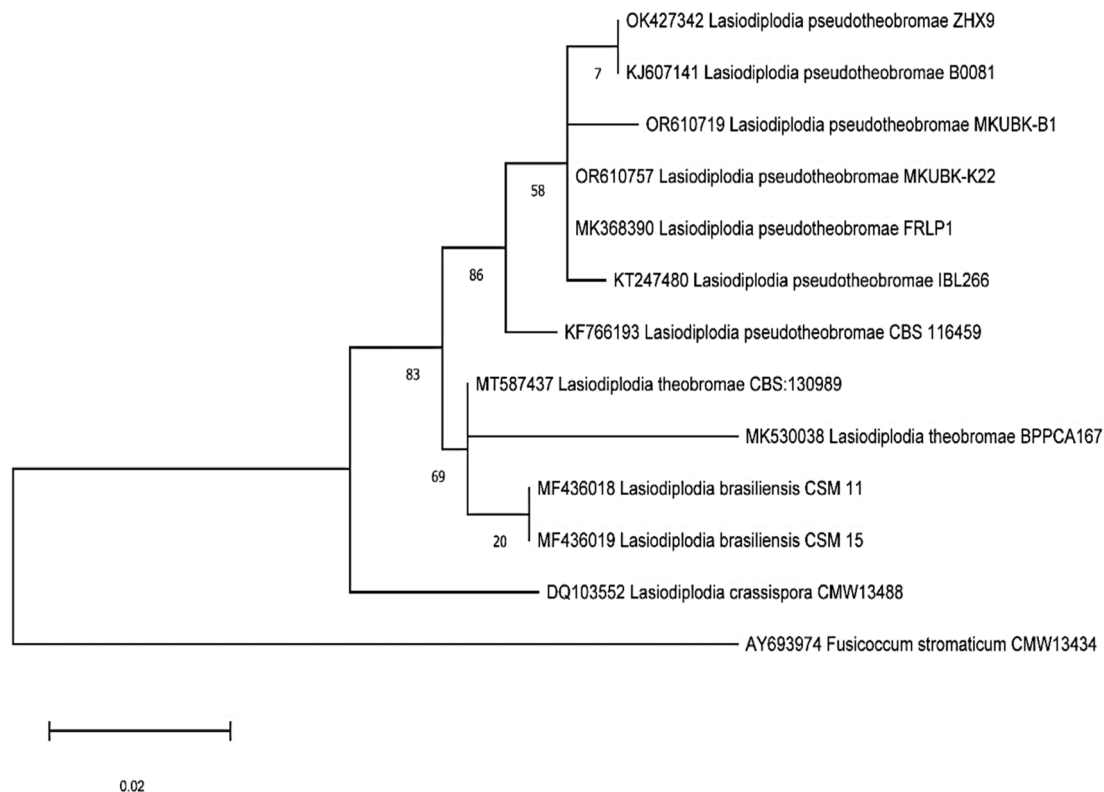 OK427342 Lasiodiplodia pseudotheobromae ZHX9
7
KJ607141 Lasiodiplodia pseudotheobromae B0081
OR610719 Lasiodiplodia pseudotheobromae MKUBK-B1
OR610757 Lasiodiplodia pseudotheobromae MKUBK-K22
58
MK368390 Lasiodiplodia pseudotheobromae FRLP1
86
KT247480 Lasiodiplodia pseudotheobromae IBL266
KF766193 Lasiodiplodia pseudotheobromae CBS 116459
83
MT587437 Lasiodiplodia theobromae CBS:130989
MK530038 Lasiodiplodia theobromae BPPCA167
69
MF436018 Lasiodiplodia brasiliensis CSM 11
20
MF436019 Lasiodiplodia brasiliensis CSM 15
DQ103552 Lasiodiplodia crassispora CMW13488
AY693974 Fusicoccum stromaticum CMW13434
0.02